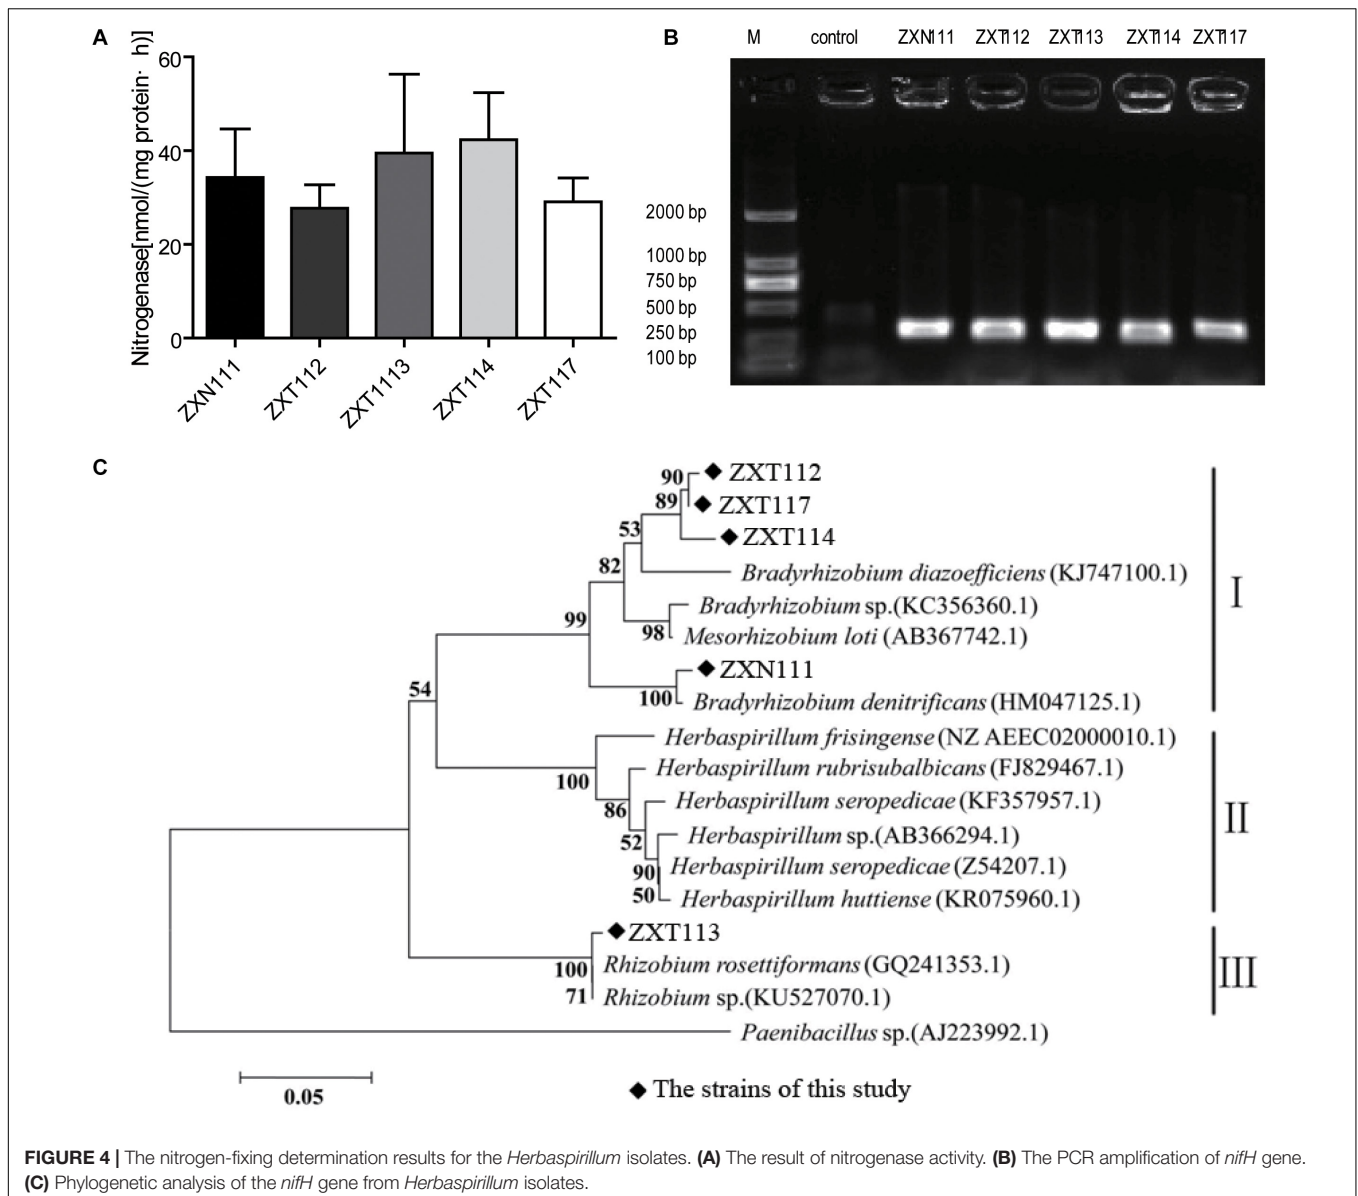 A
Nitrogenase[nmol/(mg protein· h)]
60
40
20
0
ZXN111
ZXT112
ZXT1113
ZXT114
ZXT117
B
M control ZXN111 ZXT112 ZXT113 ZXT114 ZXT117
2000 bp
1000 bp
750 bp
500 bp
250 bp
100 bp
C
90
ZXT112
89
ZXT117
53
ZXT114
82
Bradyrhizobium diazoefficiens (KJ747100.1)
I
99
Bradyrhizobium sp.(KC356360.1)
98
Mesorhizobium loti (AB367742.1)
ZXN111
54
100
Bradyrhizobium denitrificans (HM047125.1)
Herbaspirillum frisingense (NZ AEEC02000010.1)
100
Herbaspirillum rubrisubalbicans (FJ829467.1)
86
Herbaspirillum seropedicae (KF357957.1)
II
52
Herbaspirillum sp.(AB366294.1)
90
Herbaspirillum seropedicae (Z54207.1)
50
Herbaspirillum huttiense (KR075960.1)
ZXT113
100
Rhizobium rosettiformans (GQ241353.1)
III
71
Rhizobium sp.(KU527070.1)
Paenibacillus sp.(AJ223992.1)
0.05
◆ The strains of this study
FIGURE 4 | The nitrogen-fixing determination results for the Herbaspirillum isolates. (A) The result of nitrogenase activity. (B) The PCR amplification of nifH gene.
(C) Phylogenetic analysis of the nifH gene from Herbaspirillum isolates.